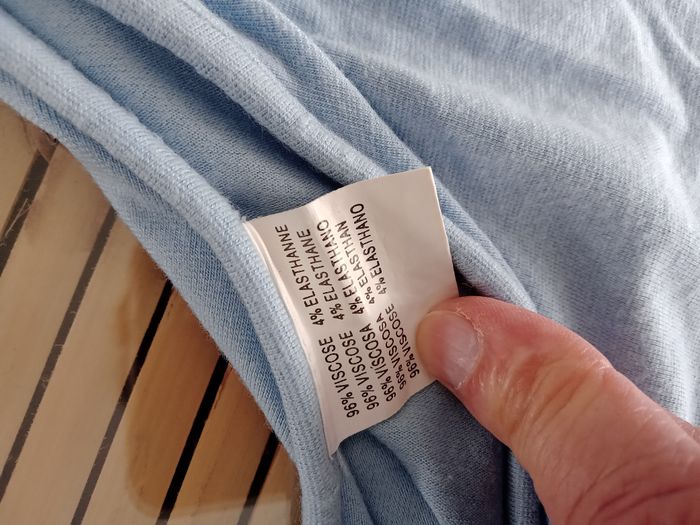 96% VISCOSE 4% ELASTHANNE
96% VISCOSE 4% ELASTHANE
96% VISCOSA 4% ELASTHANO
96% VISCOSA 4% ELASTHAN
96% VISCOSE 4% ELASTHANO